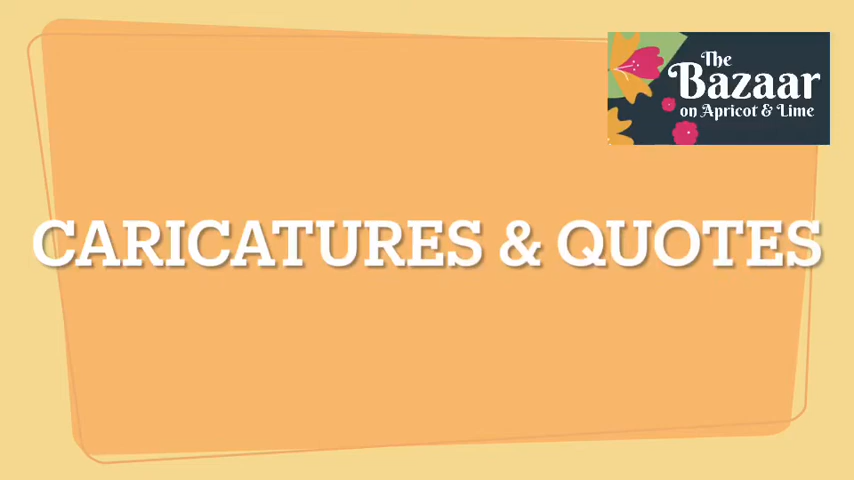 The
Bazaar
on Apricot & Lime
CARICATURES & QUOTES